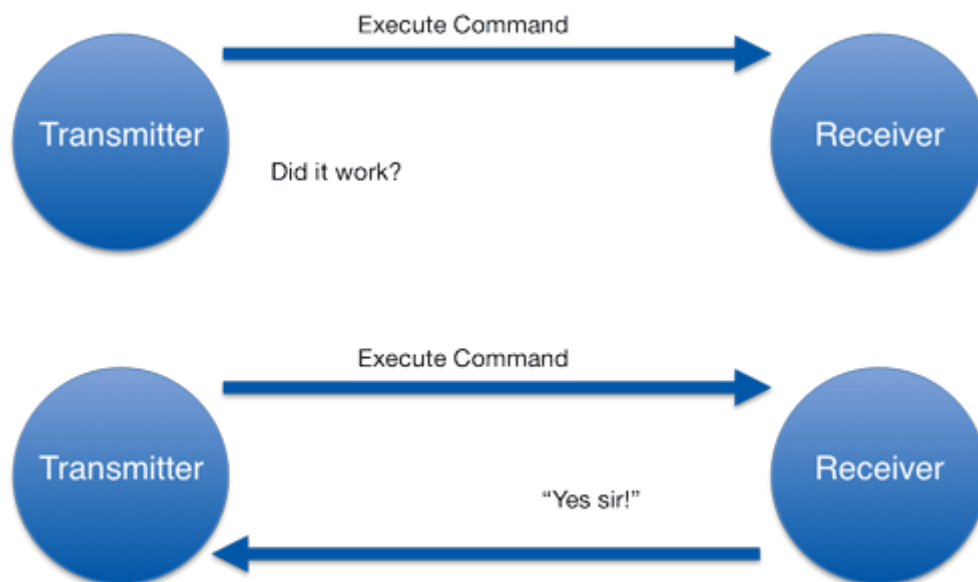 Execute Command
Transmitter
Receiver
Did it work?
Execute Command
Transmitter
Receiver
“Yes sir!”